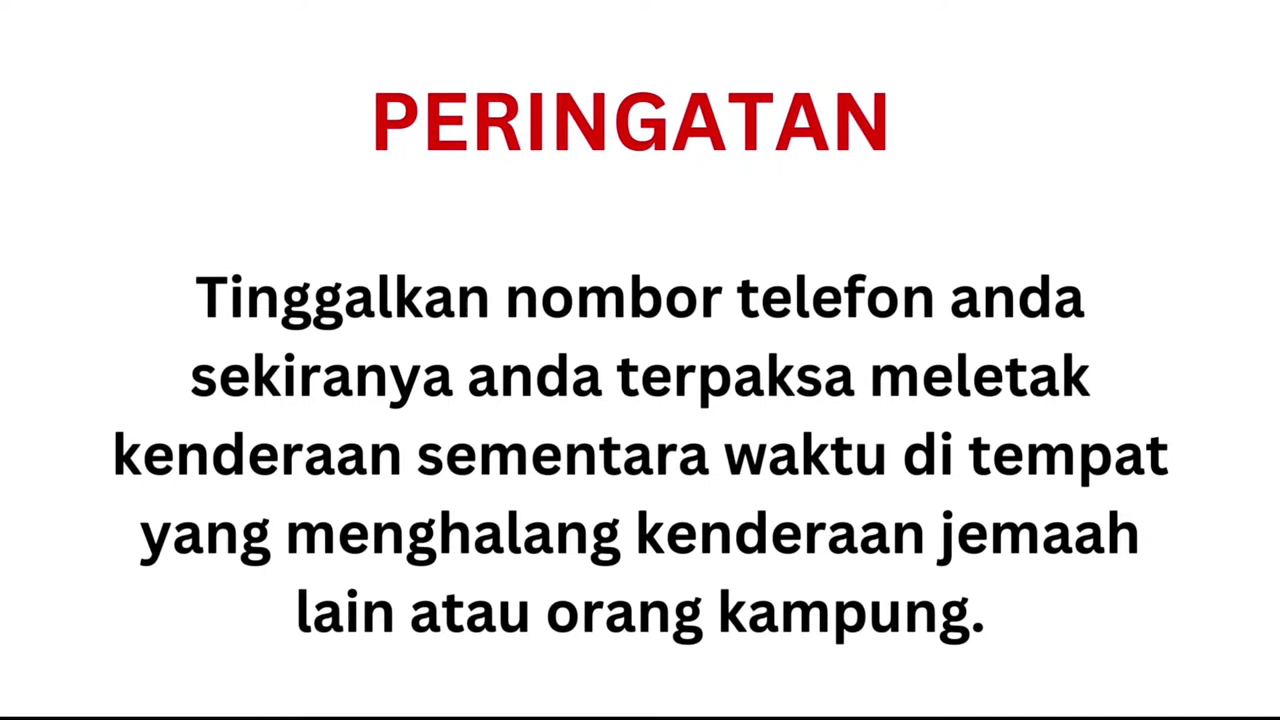 PERINGATAN
Tinggalkan nombor telefon anda
sekiranya anda terpaksa meletak
kenderaan sementara waktu di tempat
yang menghalang kenderaan jemaah
lain atau orang kampung.